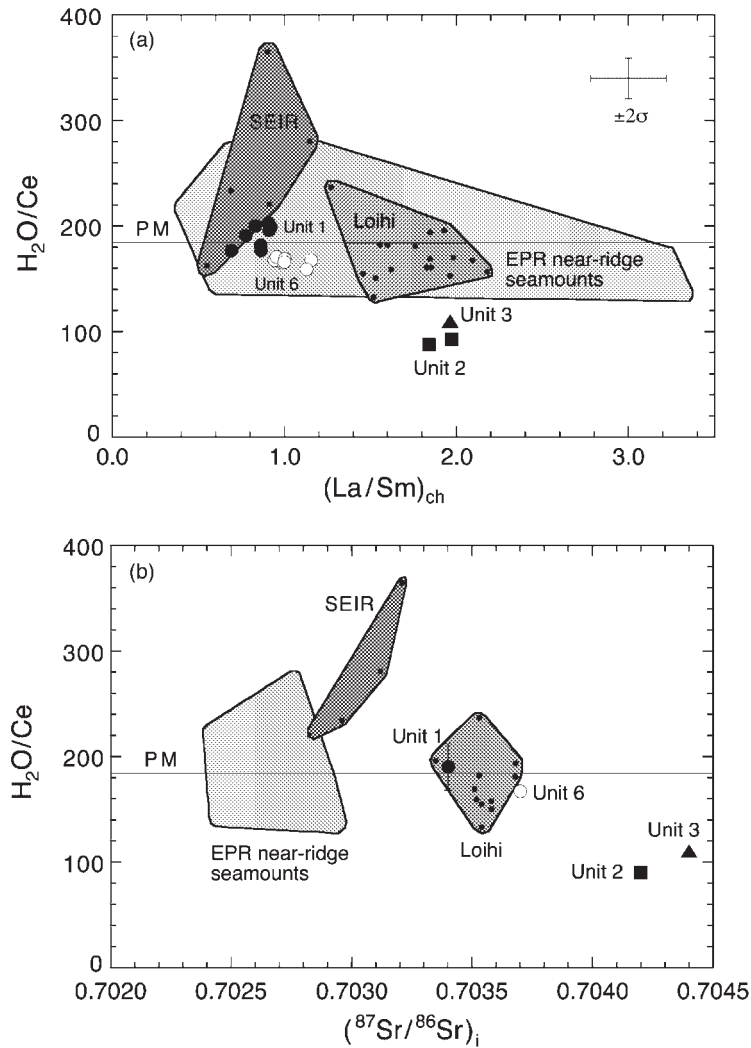 400
(a)
SEIR
±2σ
300
H2O/Ce
PM
200
Unit 1
Loihi
EPR near-ridge
seamounts
Unit 6
100
Unit 3
Unit 2
0
0.0 1.0 2.0 3.0
(La/Sm)ch
400
(b)
SEIR
300
H2O/Ce
PM
200
Unit 1
Unit 6
EPR near-ridge
seamounts
Loihi
Unit 3
Unit 2
100
0
0.7020 0.7025 0.7030 0.7035 0.7040 0.7045
(87Sr/86Sr)i